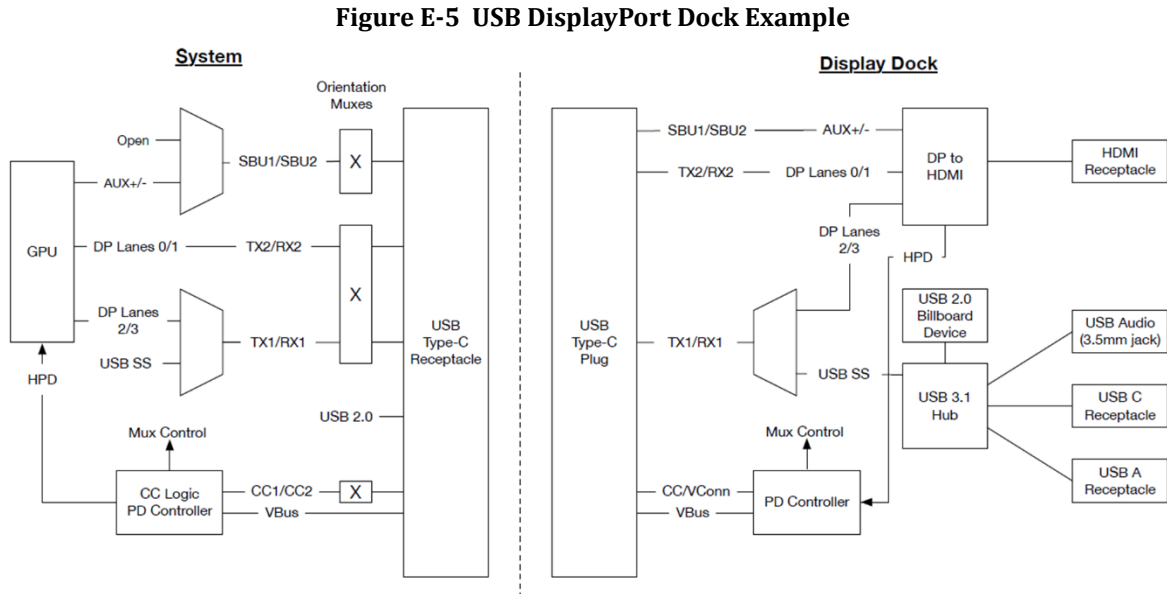 Figure E-5 USB DisplayPort Dock Example
System
Orientation
Muxes
Open
AUX+/-
SBU1/SBU2
X
GPU
DP Lanes 0/1
TX2/RX2
X
DP Lanes
2/3
USB SS
TX1/RX1
HPD
USB
Type-C
Receptacle
USB 2.0
Mux Control
CC Logic
PD Controller
CC1/CC2
X
VBus
Display Dock
SBU1/SBU2
AUX+/-
TX2/RX2
DP Lanes 0/1
DP to
HDMI
HDMI
Receptacle
DP Lanes
2/3
HPD
USB
Type-C
Plug
TX1/RX1
USB SS
USB 2.0
Billboard
Device
USB 3.1
Hub
USB Audio
(3.5mm jack)
USB C
Receptacle
USB A
Receptacle
Mux Control
CC/VConn
VBus
PD Controller